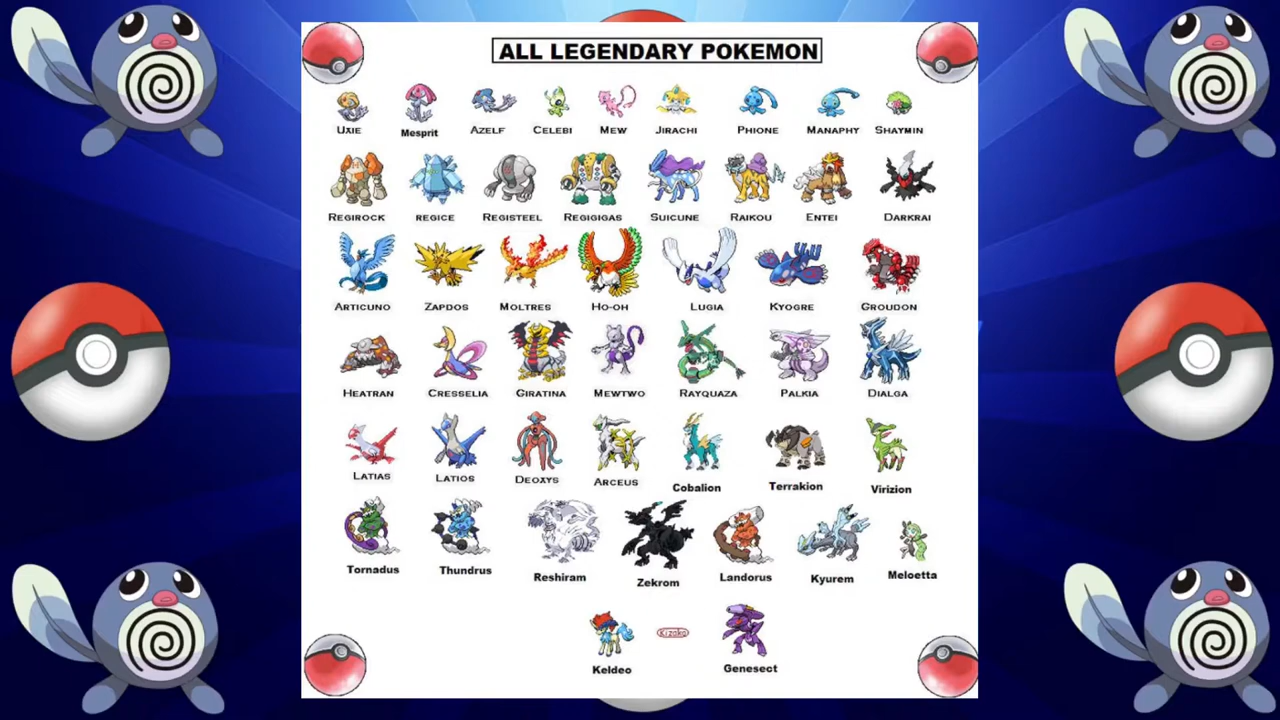 ALL LEGENDARY POKEMON
UXIE Mesprit AZELF CELEBI MEW JIRACHI PHIONE MANAPHY SHAYMIN
REGIROCK REGICE REGISTEEL REGIGIGAS SUICUNE RAIKOU ENTEI DARKRAI
ARTICUNO ZAPDOS MOLTRES HO-OH LUGIA KYOGRE GROUDON
HEATRAN CRESSELIA GIRATINA MEWTWO RAYQUAZA PALKIA DIALGA
LATIAS LATIOS DEOXYS ARCEUS Cobalion Terrakion Virizion
Tornadus Thundrus Reshiram Zekrom Landorus Kyurem Meloetta
Kizoku
Keldeo Genesect